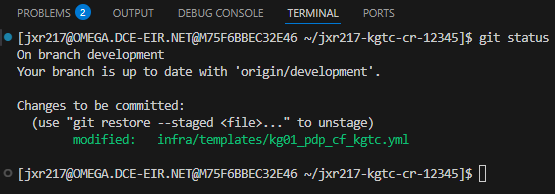 PROBLEMS 2 OUTPUT DEBUG CONSOLE TERMINAL PORTS
[jxr217@OMEGA.DCE-EIR.NET@M75F6BBEC32E46 ~/jxr217-kgtc-cr-12345]$ git status
On branch development
Your branch is up to date with 'origin/development'.
Changes to be committed:
(use "git restore --staged <file>..." to unstage)
modified: infra/templates/kg01_pdp_cf_kgtc.yml
[jxr217@OMEGA.DCE-EIR.NET@M75F6BBEC32E46 ~/jxr217-kgtc-cr-12345]$